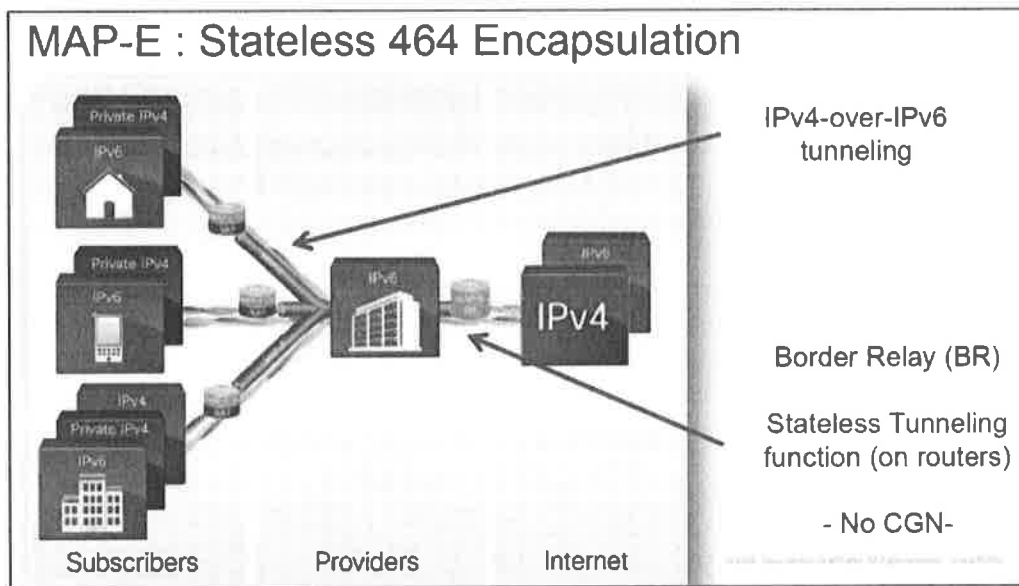 MAP-E : Stateless 464 Encapsulation
Private IPv4
IPv6
Private IPv4
IPv6
IPv4
Private IPv4
IPv6
IPv6
IPv6
IPv4
IPv4-over-IPv6
tunneling
Border Relay (BR)
Stateless Tunneling
function (on routers)
- No CGN-
Subscribers
Providers
Internet